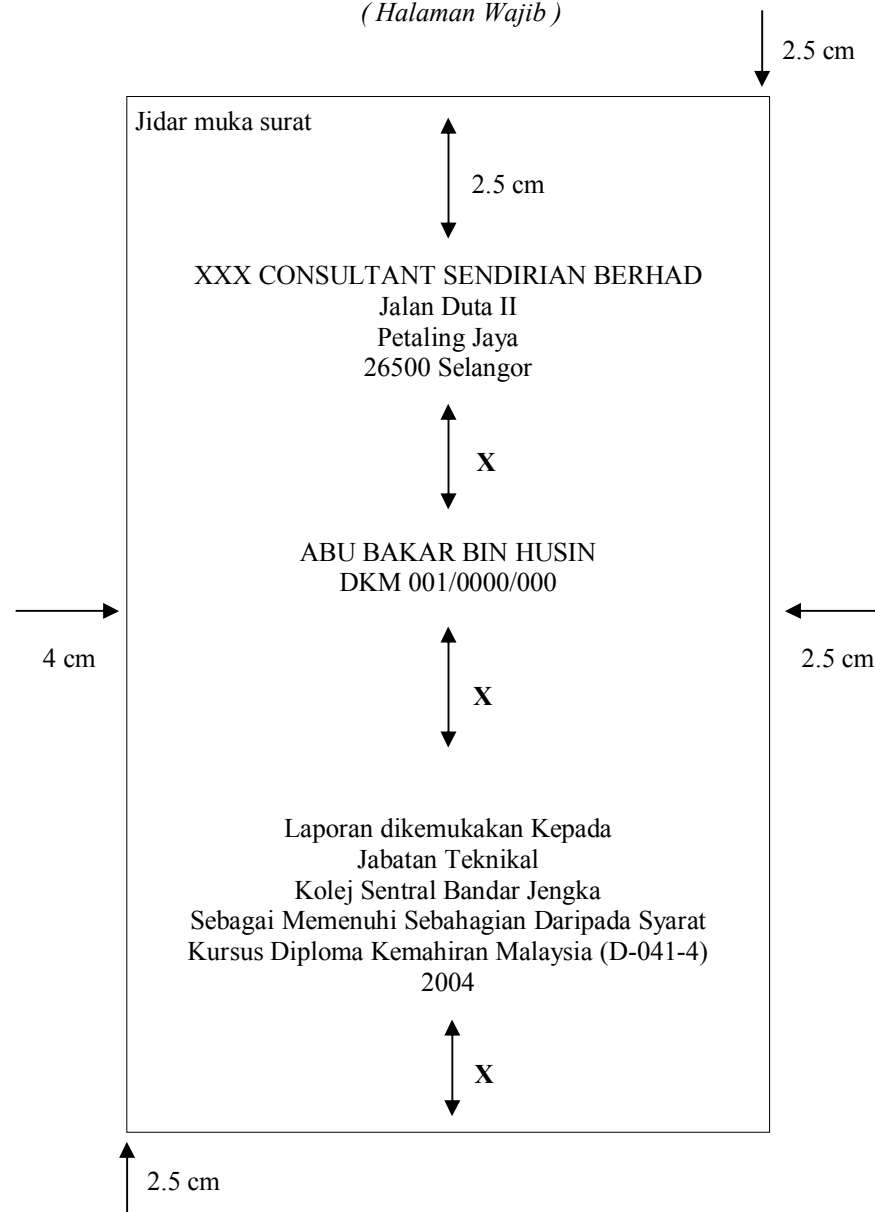 ( Halaman Wajib )
2.5 cm
Jidar muka surat
2.5 cm
XXX CONSULTANT SENDIRIAN BERHAD
Jalan Duta II
Petaling Jaya
26500 Selangor
X
ABU BAKAR BIN HUSIN
DKM 001/0000/000
4 cm
2.5 cm
X
Laporan dikemukakan Kepada
Jabatan Teknikal
Kolej Sentral Bandar Jengka
Sebagai Memenuhi Sebahagian Daripada Syarat
Kursus Diploma Kemahiran Malaysia (D-041-4)
2004
X
2.5 cm